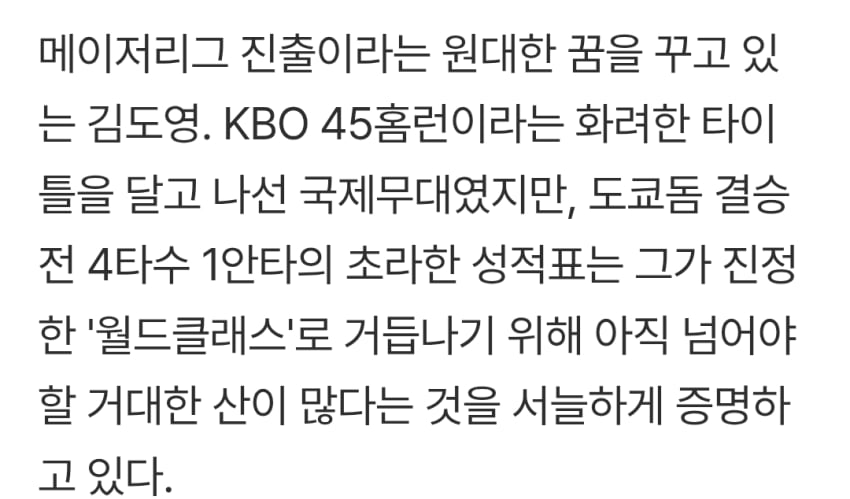 메이저리그 진출이라는 원대한 꿈을 꾸고 있
는 김도영. KBO 45홈런이라는 화려한 타이
틀을 달고 나선 국제무대였지만, 도쿄돔 결승
전 4타수 1안타의 초라한 성적표는 그가 진정
한 '월드클래스'로 거듭나기 위해 아직 넘어야
할 거대한 산이 많다는 것을 서늘하게 증명하
고 있다.